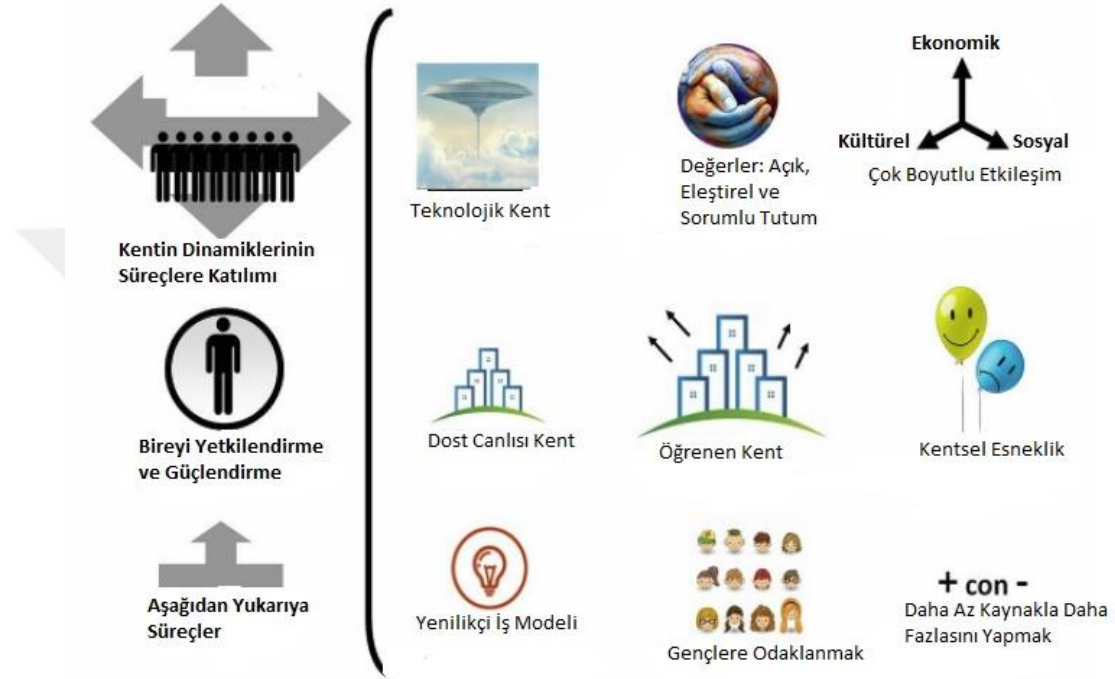 Kentin Dinamiklerinin
Süreçlere Katılımı
Bireyi Yetkilendirme
ve Güçlendirme
Aşağıdan Yukarıya
Süreçler
Teknolojik Kent
Değerler: Açık,
Eleştirel ve
Sorumlu Tutum
Ekonomik
Kültürel
Sosyal
Çok Boyutlu Etkileşim
Dost Canlısı Kent
Öğrenen Kent
Kentsel Esneklik
Yenilikçi İş Modeli
Gençlere Odaklanmak
+ con -
Daha Az Kaynakla Daha
Fazlasını Yapmak